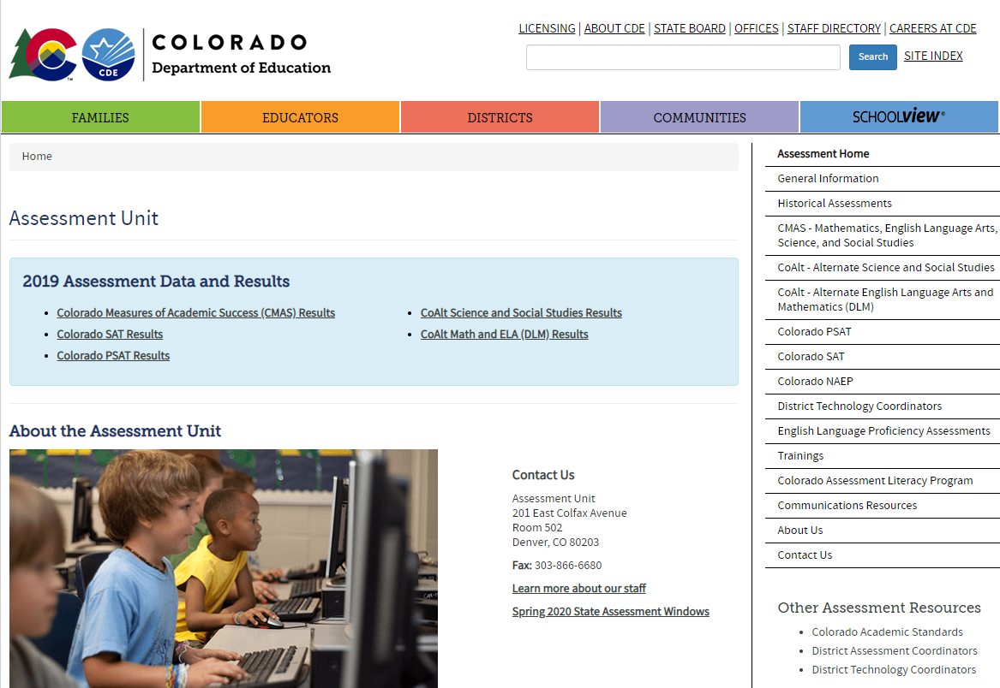 LICENSING | ABOUT CDE | STATE BOARD | OFFICES | STAFF DIRECTORY | CAREERS AT CDE
COLORADO
Department of Education
CDE
TM
Search
SITE INDEX
FAMILIES
EDUCATORS
DISTRICTS
COMMUNITIES
SCHOOLVIEW®
Home
Assessment Unit
2019 Assessment Data and Results
Colorado Measures of Academic Success (CMAS) Results
Colorado SAT Results
Colorado PSAT Results
CoAlt Science and Social Studies Results
CoAlt Math and ELA (DLM) Results
About the Assessment Unit
Contact Us
Assessment Unit
201 East Colfax Avenue
Room 502
Denver, CO 80203
Fax: 303-866-6680
Learn more about our staff
Spring 2020 State Assessment Windows
Assessment Home
General Information
Historical Assessments
CMAS - Mathematics, English Language Arts,
Science, and Social Studies
CoAlt - Alternate Science and Social Studies
CoAlt - Alternate English Language Arts and
Mathematics (DLM)
Colorado PSAT
Colorado SAT
Colorado NAEP
District Technology Coordinators
English Language Proficiency Assessments
Trainings
Colorado Assessment Literacy Program
Communications Resources
About Us
Contact Us
Other Assessment Resources
Colorado Academic Standards
District Assessment Coordinators
District Technology Coordinators